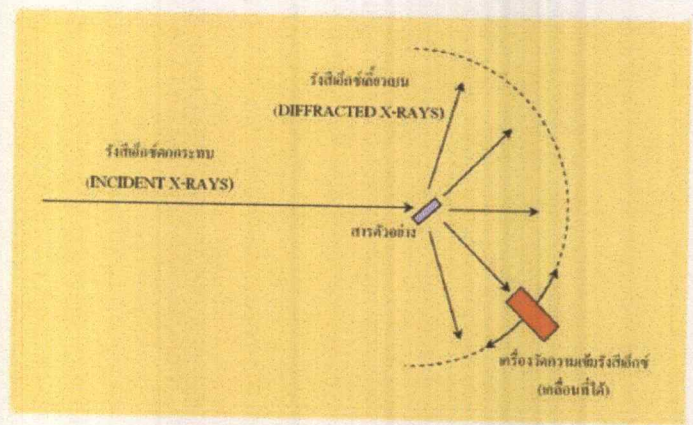 รังสีเอ็กซ์เลี้ยวเบน
(DIFFRACTED X-RAYS)
รังสีเอ็กซ์ตกกระทบ
(INCIDENT X-RAYS)
สารตัวอย่าง
เครื่องวัดความเข้มรังสีเอ็กซ์
(เคลื่อนที่ได้)